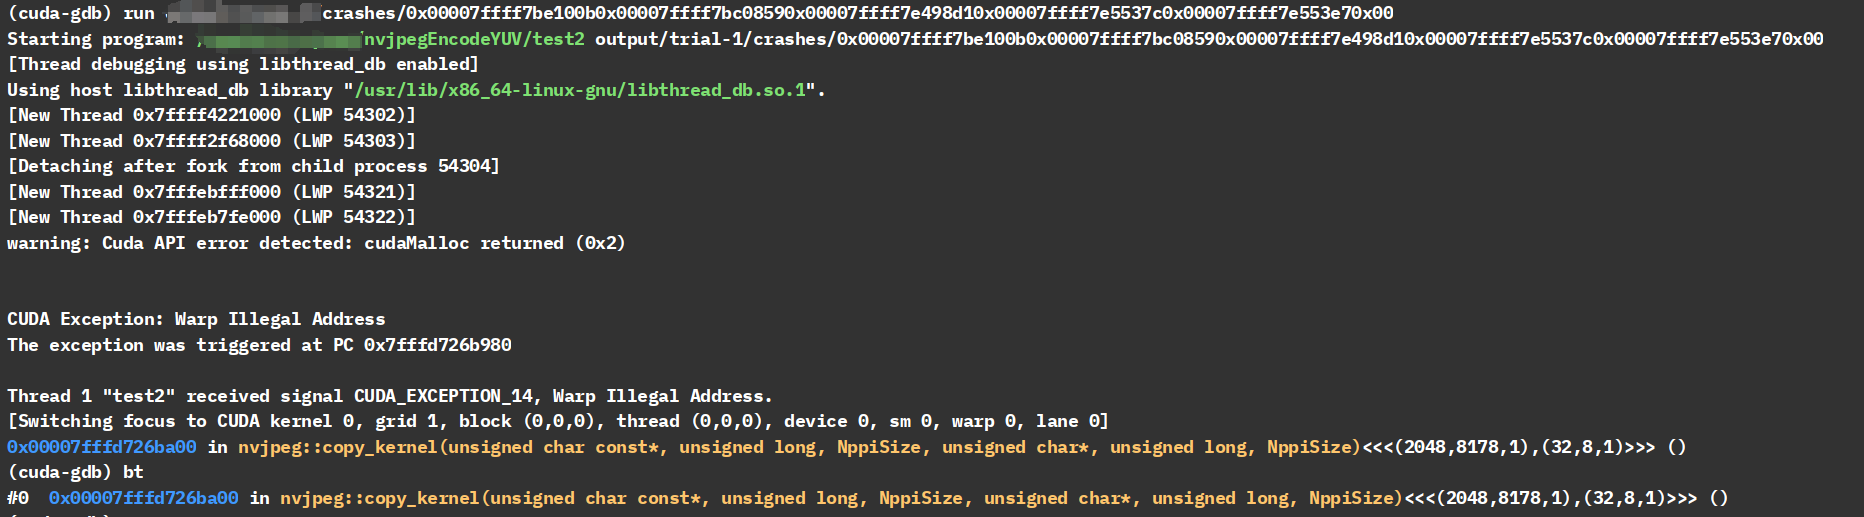 (cuda-gdb) run crashes/0x00007ffff7be100b0x00007ffff7bc08590x00007ffff7e498d10x00007ffff7e5537c0x00007ffff7e553e70x00
Starting program: /nvjpegEncodeYUV/test2 output/trial-1/crashes/0x00007ffff7be100b0x00007ffff7bc08590x00007ffff7e498d10x00007ffff7e5537c0x00007ffff7e553e70x00
[Thread debugging using libthread_db enabled]
Using host libthread_db library "/usr/lib/x86_64-linux-gnu/libthread_db.so.1".
[New Thread 0x7ffff4221000 (LWP 54302)]
[New Thread 0x7ffff2f68000 (LWP 54303)]
[Detaching after fork from child process 54304]
[New Thread 0x7fffebfff000 (LWP 54321)]
[New Thread 0x7fffeb7fe000 (LWP 54322)]
warning: Cuda API error detected: cudaMalloc returned (0x2)
CUDA Exception: Warp Illegal Address
The exception was triggered at PC 0x7fffd726b980
Thread 1 "test2" received signal CUDA_EXCEPTION_14, Warp Illegal Address.
[Switching focus to CUDA kernel 0, grid 1, block (0,0,0), thread (0,0,0), device 0, sm 0, warp 0, lane 0]
0x00007fffd726ba00 in nvjpeg::copy_kernel(unsigned char const*, unsigned long, NppiSize, unsigned char*, unsigned long, NppiSize)<<<(2048,8178,1),(32,8,1)>>> ()
(cuda-gdb) bt
#0  0x00007fffd726ba00 in nvjpeg::copy_kernel(unsigned char const*, unsigned long, NppiSize, unsigned char*, unsigned long, NppiSize)<<<(2048,8178,1),(32,8,1)>>> ()